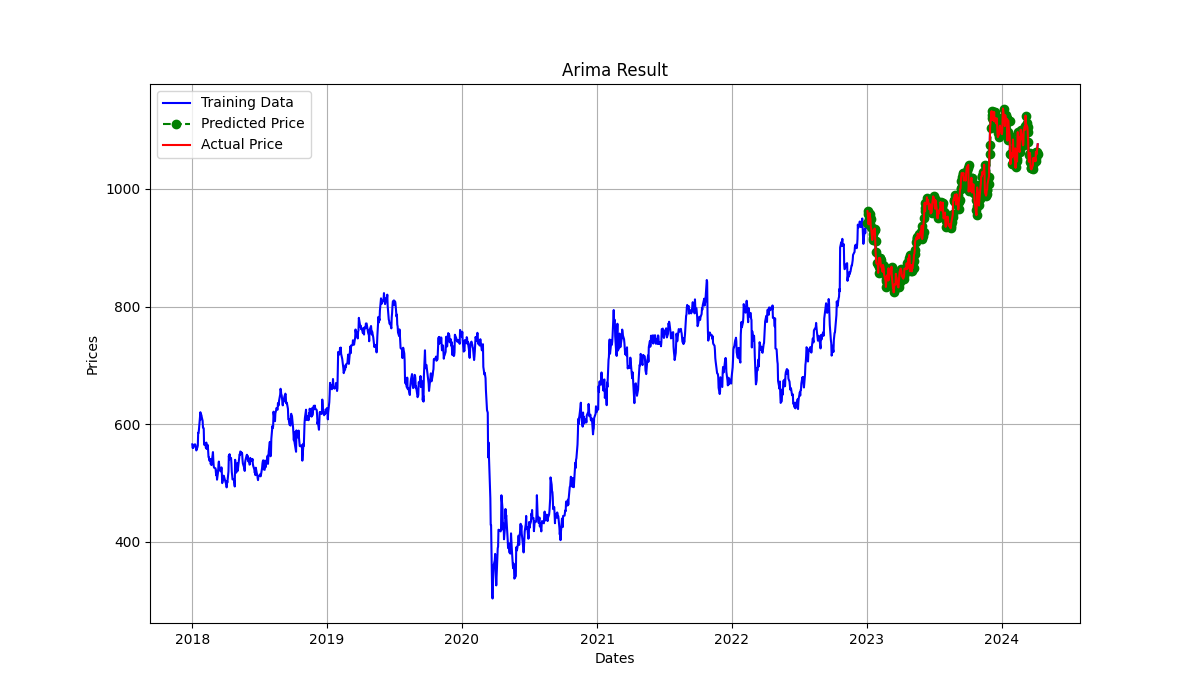 Arima Result
Training Data
Predicted Price
Actual Price
Prices
1000
800
600
400
2018 2019 2020 2021 2022 2023 2024
Dates